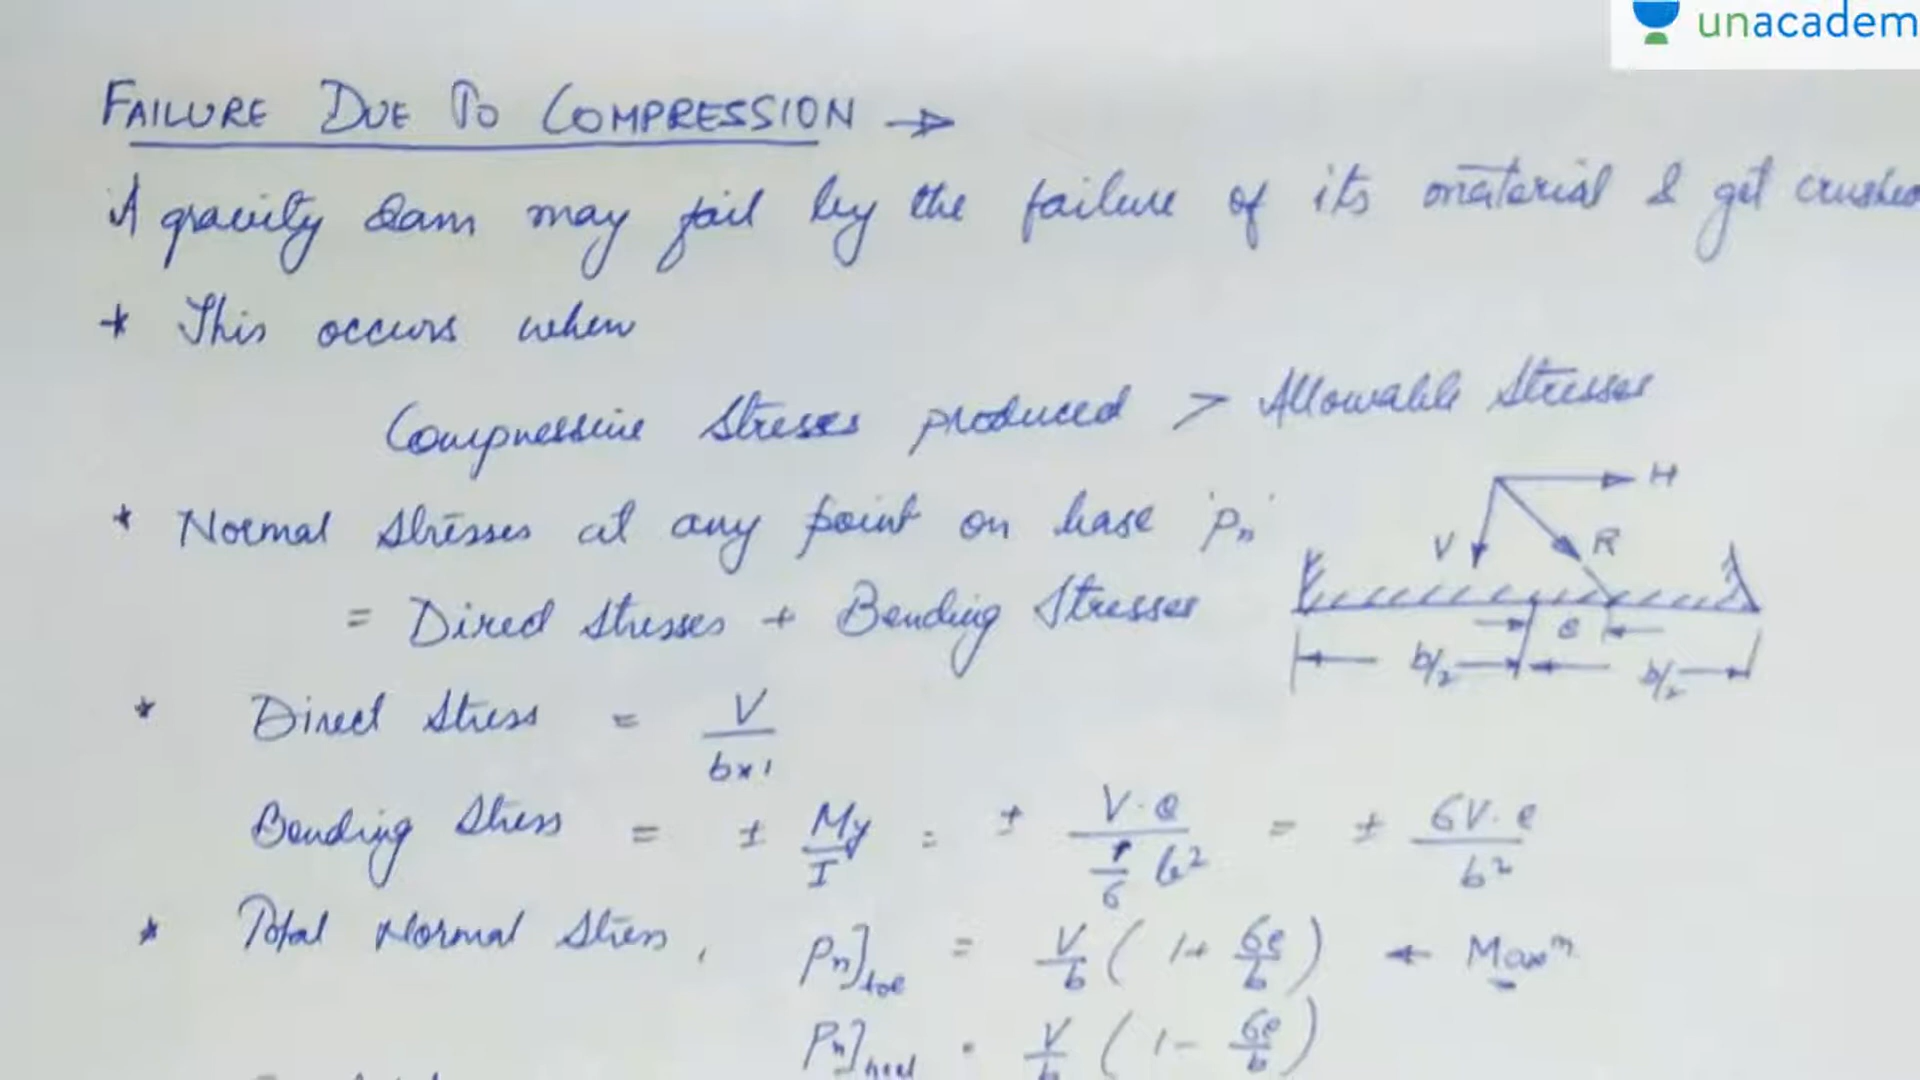 unacadem
FAILURE DUE TO COMPRESSION →
A gravity dam may fail by the failure of its material & get crushed
* This occurs when
Compressive Stresses produced > Allowable Stresses
* Normal stresses at any point on base 'Pn'
= Direct stresses + Bending Stresses
H
V
R
e
b/2
b/2
* Direct Stress = V / b×1
Bending Stress = ± My / I = ± V·e / 1/6 b² = ± 6V·e / b²
* Total Normal Stress, Pn]toe = V/b (1+ 6e/b) ← Maxm
Pn]heel = V/b (1- 6e/b)